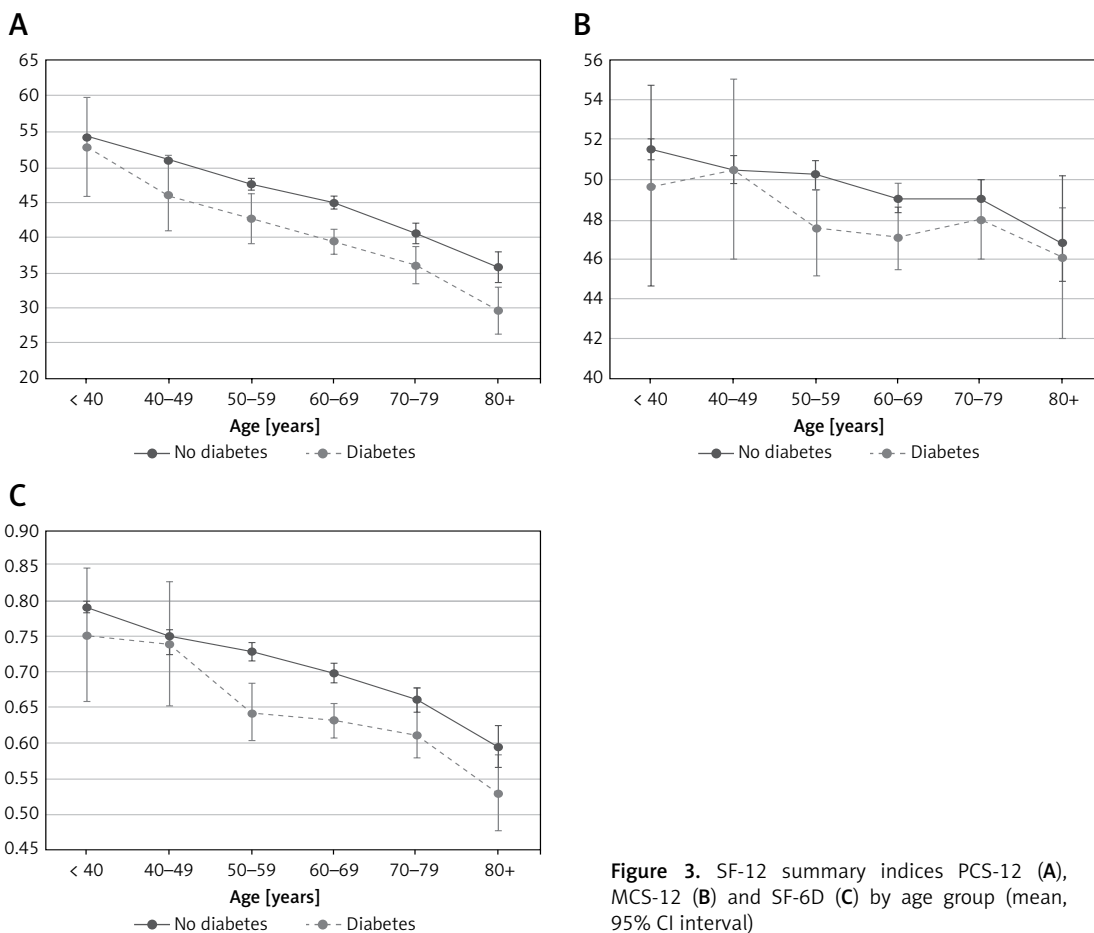 A
65
60
55
50
45
40
35
30
25
20
< 40 40–49 50–59 60–69 70–79 80+
Age [years]
No diabetes Diabetes
B
56
54
52
50
48
46
44
42
40
< 40 40–49 50–59 60–69 70–79 80+
Age [years]
No diabetes Diabetes
C
0.90
0.85
0.80
0.75
0.70
0.65
0.60
0.55
0.50
0.45
< 40 40–49 50–59 60–69 70–79 80+
Age [years]
No diabetes Diabetes
Figure 3. SF-12 summary indices PCS-12 (A),
MCS-12 (B) and SF-6D (C) by age group (mean,
95% CI interval)